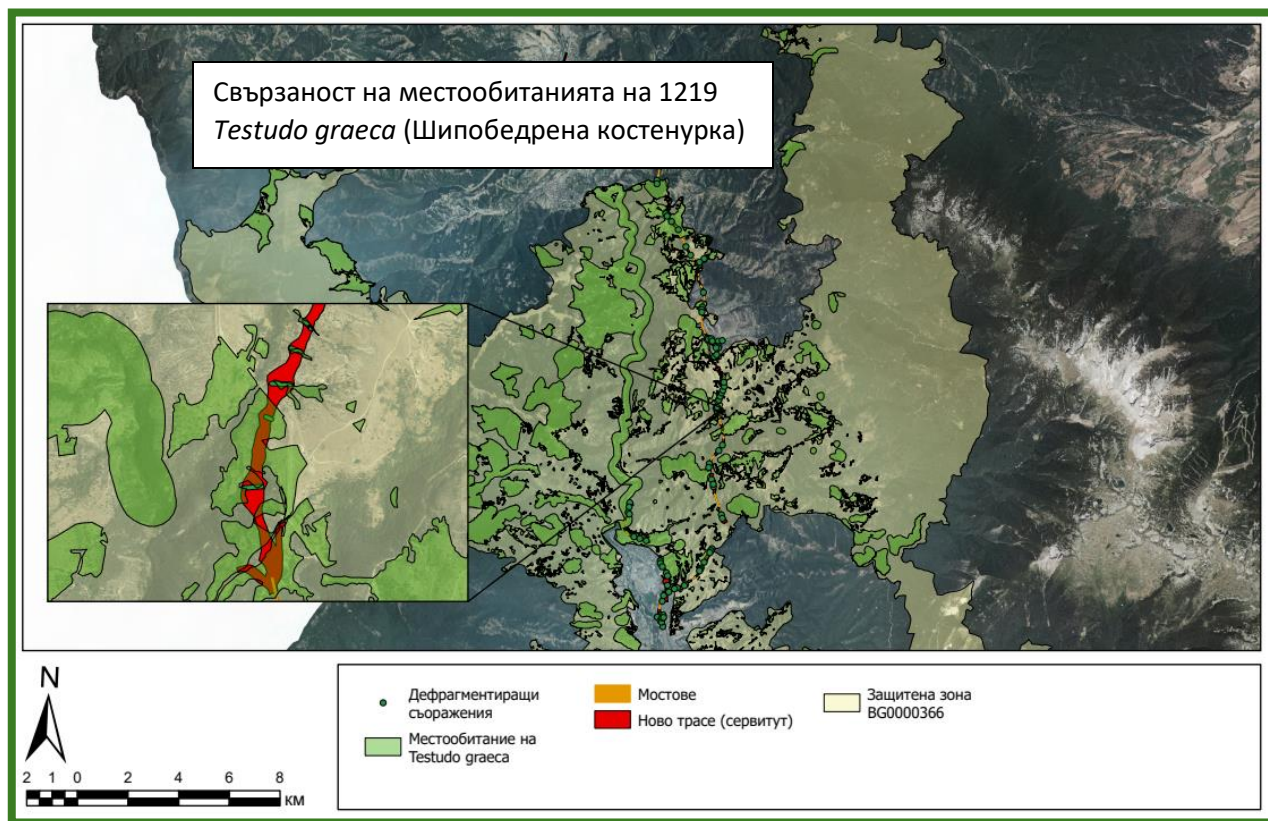 Свързаност на местообитанията на 1219
Testudo graeca (Шипобедрена костенурка)
N
2 1 0 2 4 6 8
КМ
Дефрагментиращи
съоражения
Местообитание на
Testudo graeca
Мостове
Ново трасе (сервитут)
Защитена зона
BG0000366